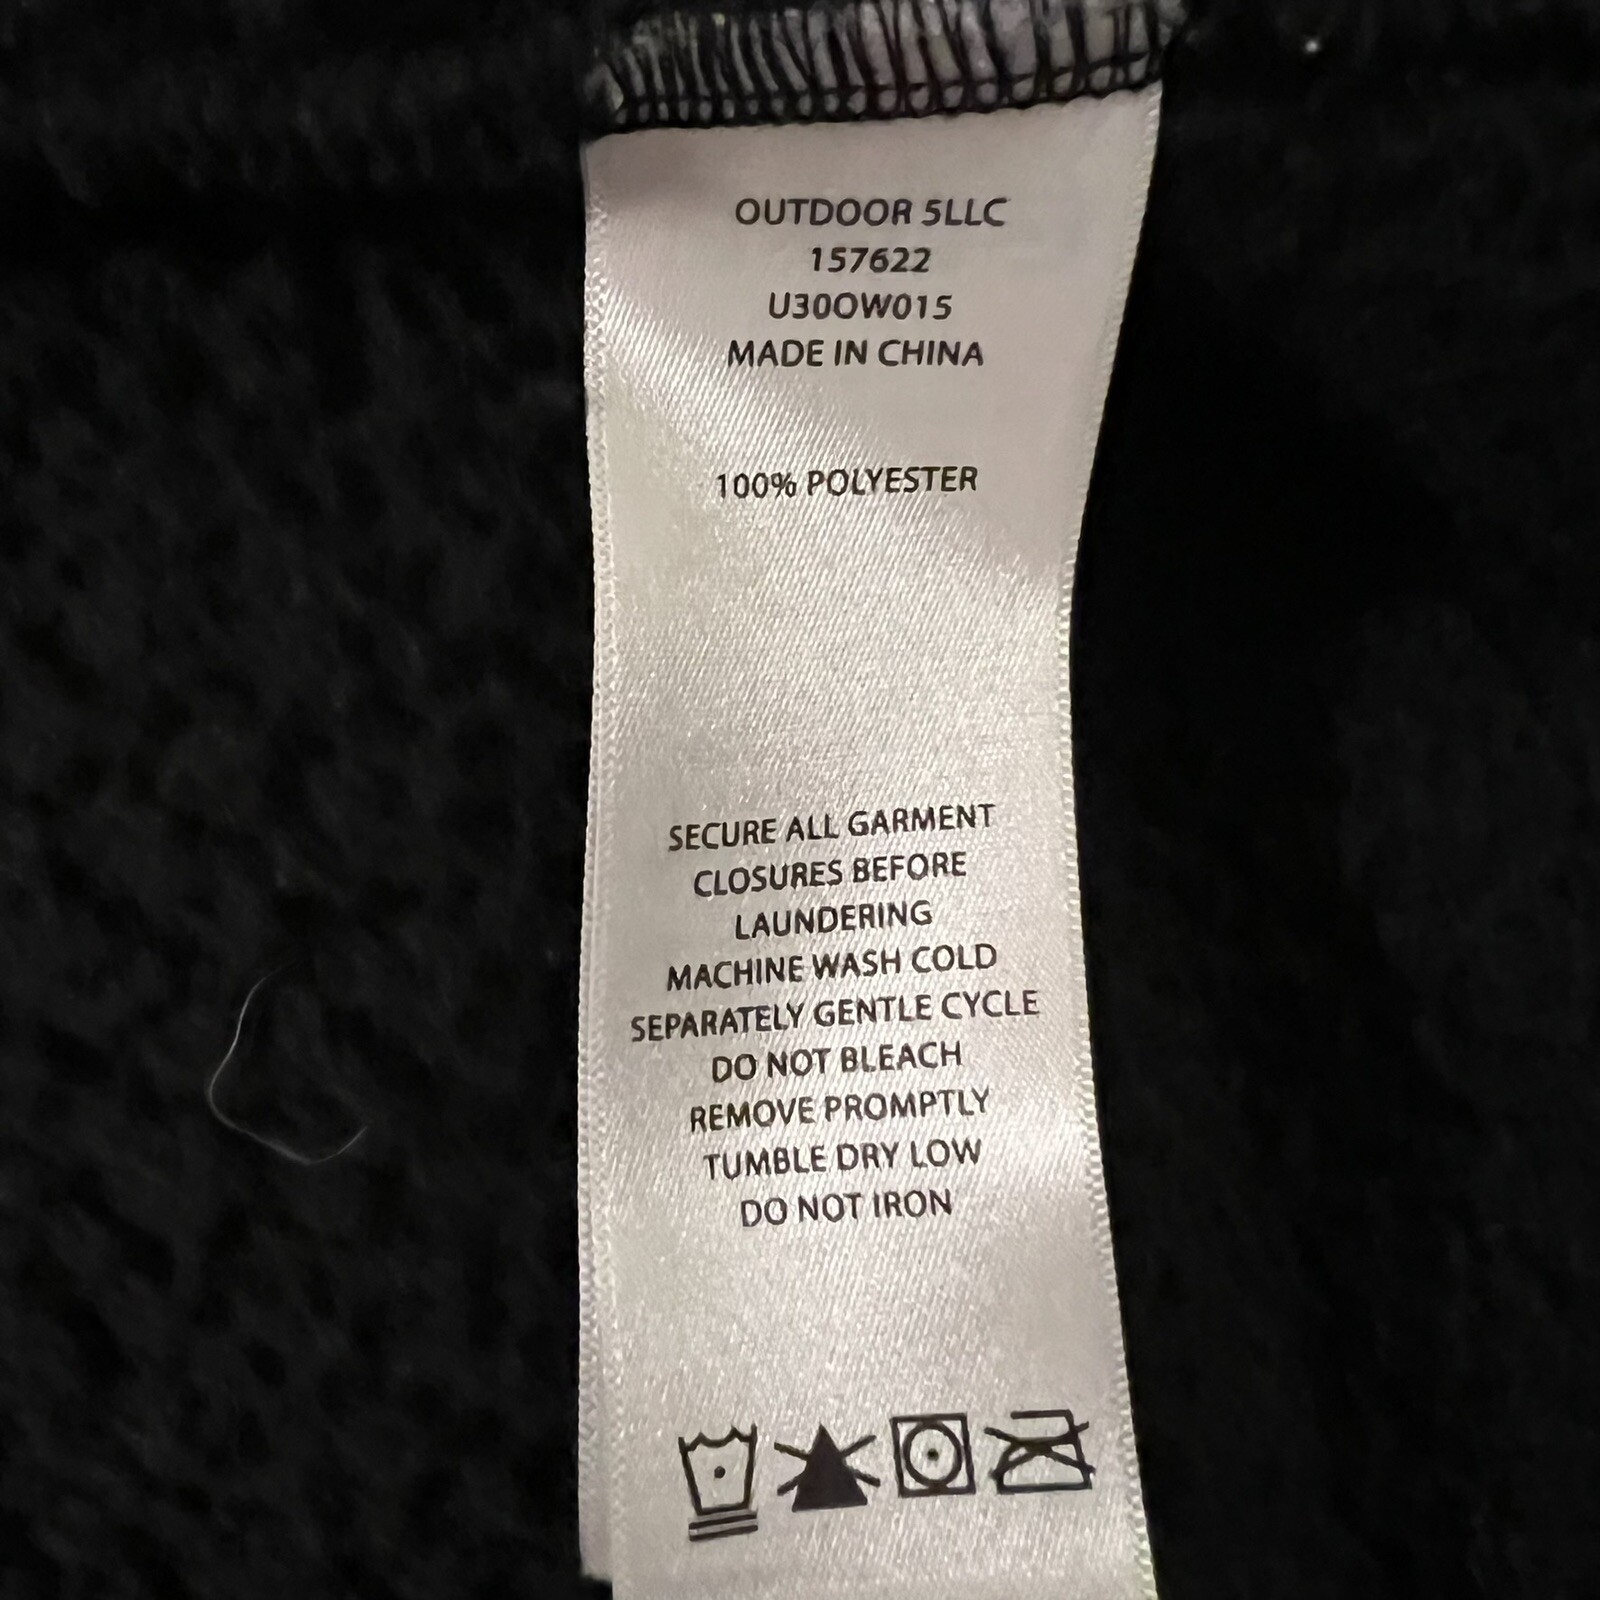 OUTDOOR 5LLC
157622
U30OW015
MADE IN CHINA
100% POLYESTER
SECURE ALL GARMENT
CLOSURES BEFORE
LAUNDERING
MACHINE WASH COLD
SEPARATELY GENTLE CYCLE
DO NOT BLEACH
REMOVE PROMPTLY
TUMBLE DRY LOW
DO NOT IRON